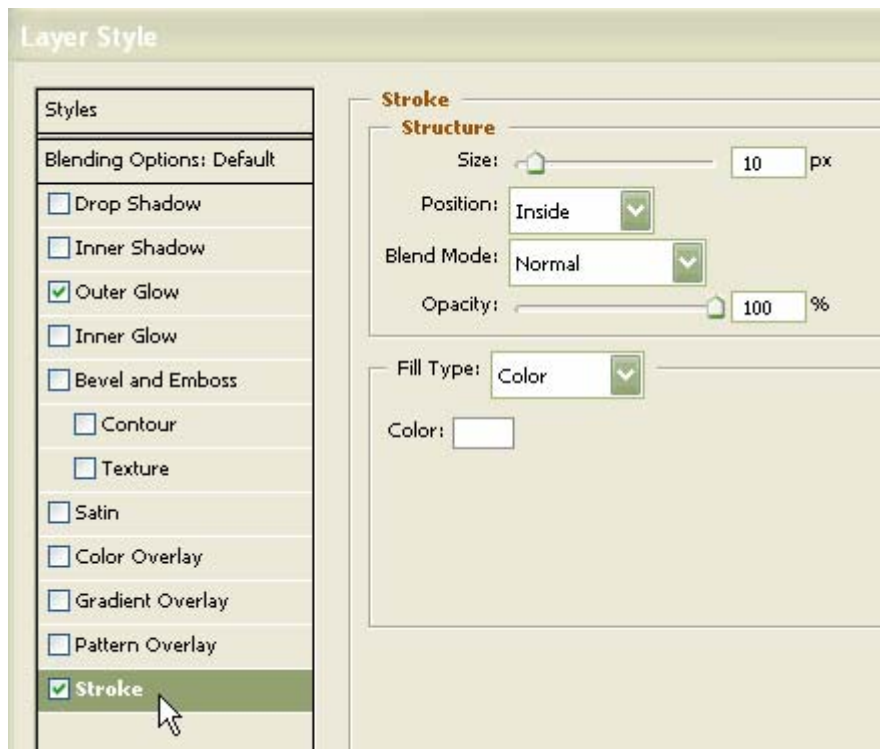 Layer Style
Styles
Blending Options: Default
Drop Shadow
Inner Shadow
Outer Glow
Inner Glow
Bevel and Emboss
Contour
Texture
Satin
Color Overlay
Gradient Overlay
Pattern Overlay
Stroke
Stroke
Structure
Size: 10 px
Position: Inside
Blend Mode: Normal
Opacity: 100 %
Fill Type: Color
Color: